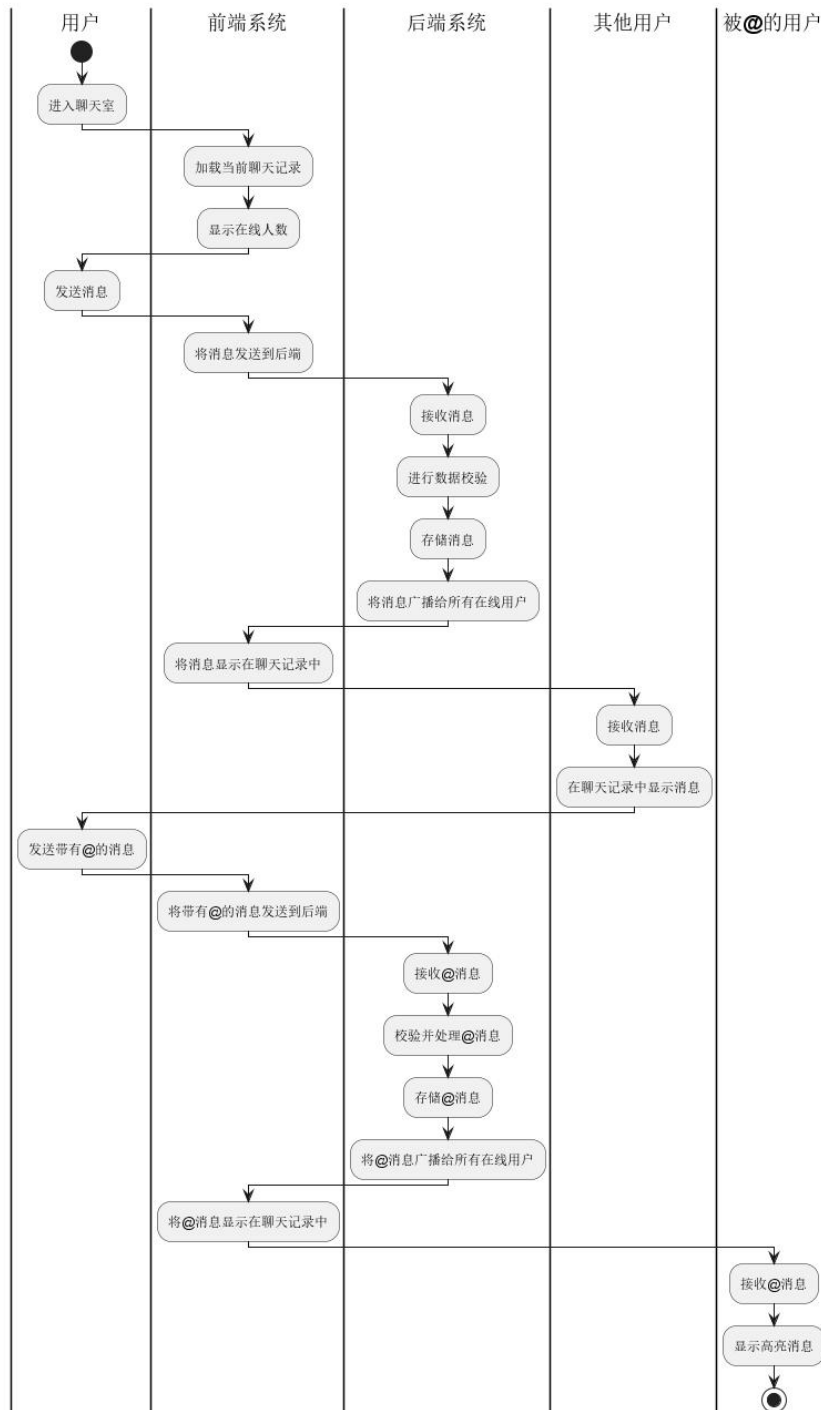 用户
前端系统
后端系统
其他用户
被@的用户
进入聊天室
加载当前聊天记录
显示在线人数
发送消息
将消息发送到后端
接收消息
进行数据校验
存储消息
将消息广播给所有在线用户
将消息显示在聊天记录中
接收消息
在聊天记录中显示消息
发送带有@的消息
将带有@的消息发送到后端
接收@消息
校验并处理@消息
存储@消息
将@消息广播给所有在线用户
将@消息显示在聊天记录中
接收@消息
显示高亮消息